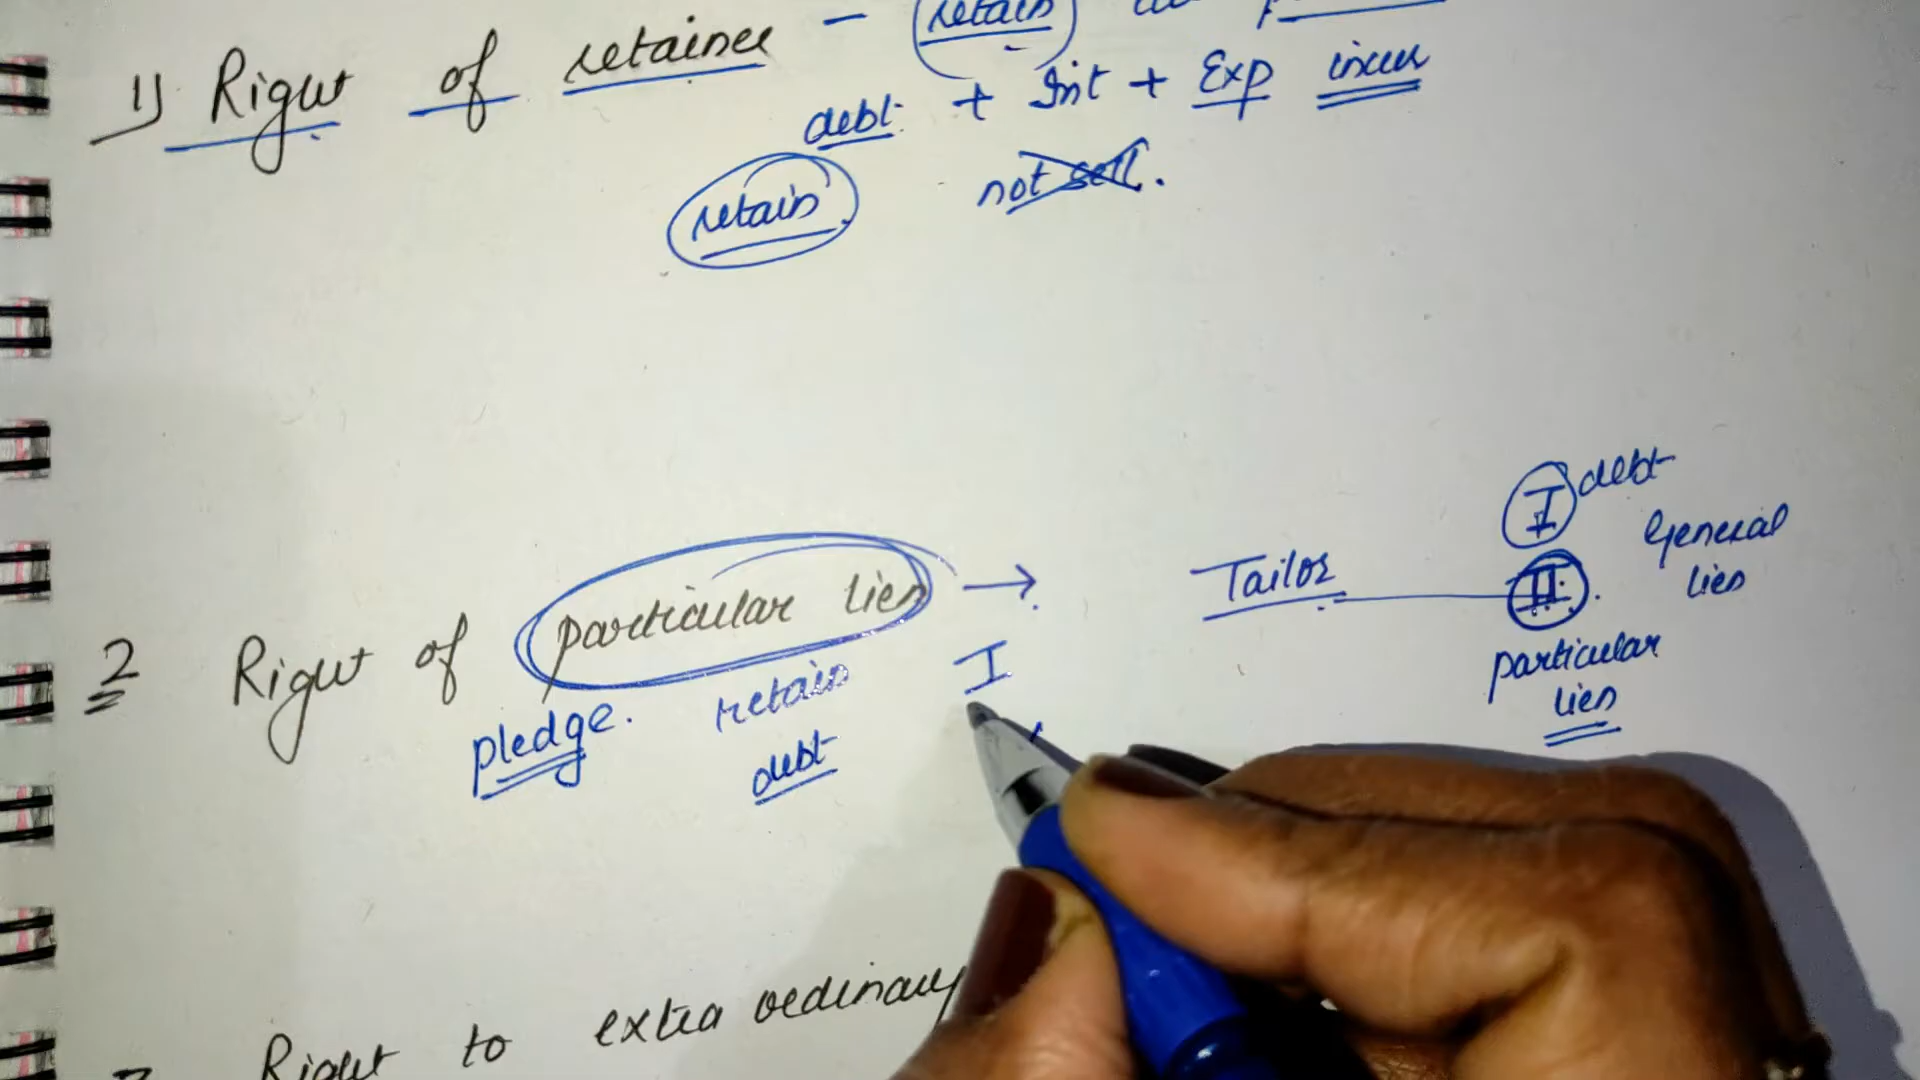 1) Right of retainer - retain
debt + Int + Exp incur
retain not sell.
I debt
General
lien
2 Right of particular lien → Tailor II.
particular
lien
pledge. retain I
debt
Right to extra ordinary